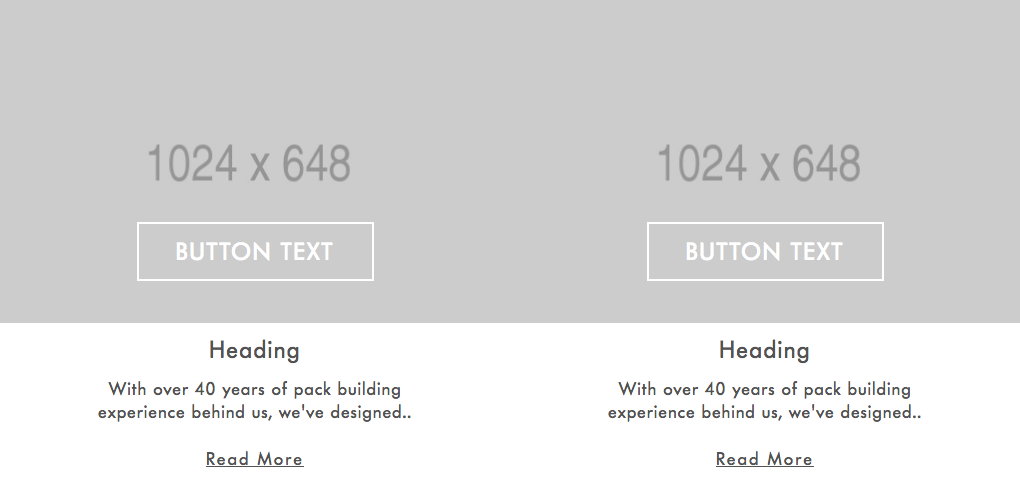 1024 x 648
BUTTON TEXT
Heading
With over 40 years of pack building
experience behind us, we've designed..
Read More
1024 x 648
BUTTON TEXT
Heading
With over 40 years of pack building
experience behind us, we've designed..
Read More